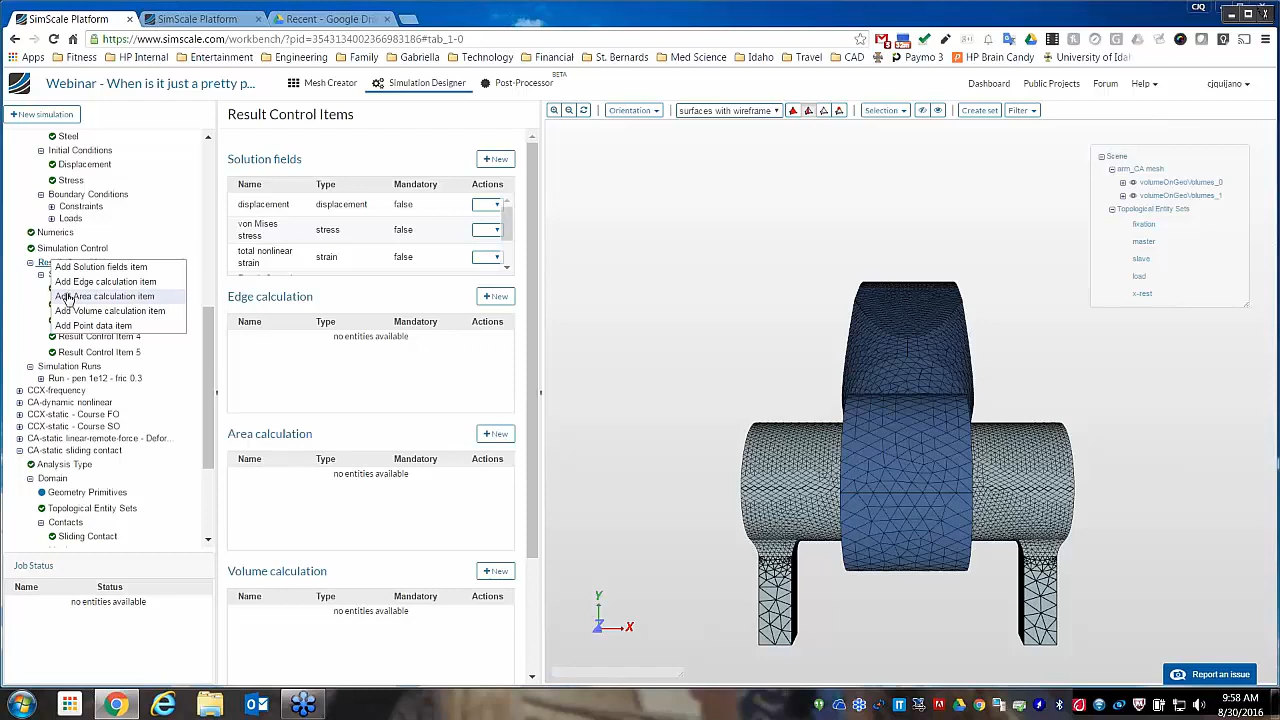 SimScale Platform
SimScale Platform
Recent - Google Dri
CJQ
https://www.simscale.com/workbench/?pid=3543134002366983186#tab_1-0
Apps
Fitness
HP Internal
Entertainment
Engineering
Family
Gabriella
Technology
Financial
St. Bernards
Med Science
Idaho
Travel
CAD
Paymo 3
HP Brain Candy
University of Idal
Webinar - When is it just a pretty p...
Mesh Creator
Simulation Designer
Post-Processor
BETA
Dashboard
Public Projects
Forum
Help
cjquijano
+ New simulation
Steel
Initial Conditions
Displacement
Stress
Boundary Conditions
Constraints
Loads
Numerics
Simulation Control
Add Solution fields item
Add Edge calculation item
Add Area calculation item
Add Volume calculation item
Add Point data item
Result Control Item 4
Result Control Item 5
Simulation Runs
Run - pen 1e12 - fric 0.3
CCX-frequency
CA-dynamic nonlinear
CCX-static - Course FO
CCX-static - Course SO
CA-static linear-remote-force - Defor...
CA-static sliding contact
Analysis Type
Domain
Geometry Primitives
Topological Entity Sets
Contacts
Sliding Contact
Job Status
Name Status
no entities available
Result Control Items
Solution fields
+ New
Name Type Mandatory Actions
displacement displacement false
von Mises stress stress false
total nonlinear strain strain false
Edge calculation
+ New
Name Type Mandatory Actions
no entities available
Area calculation
+ New
Name Type Mandatory Actions
no entities available
Volume calculation
+ New
Name Type Mandatory Actions
no entities available
Orientation
surfaces with wireframe
Selection
Create set
Filter
Scene
arm_CA mesh
volumeOnGeoVolumes_0
volumeOnGeoVolumes_1
Topological Entity Sets
fixation
master
slave
load
x-rest
Y
Z
X
Report an issue
9:58 AM
8/30/2016